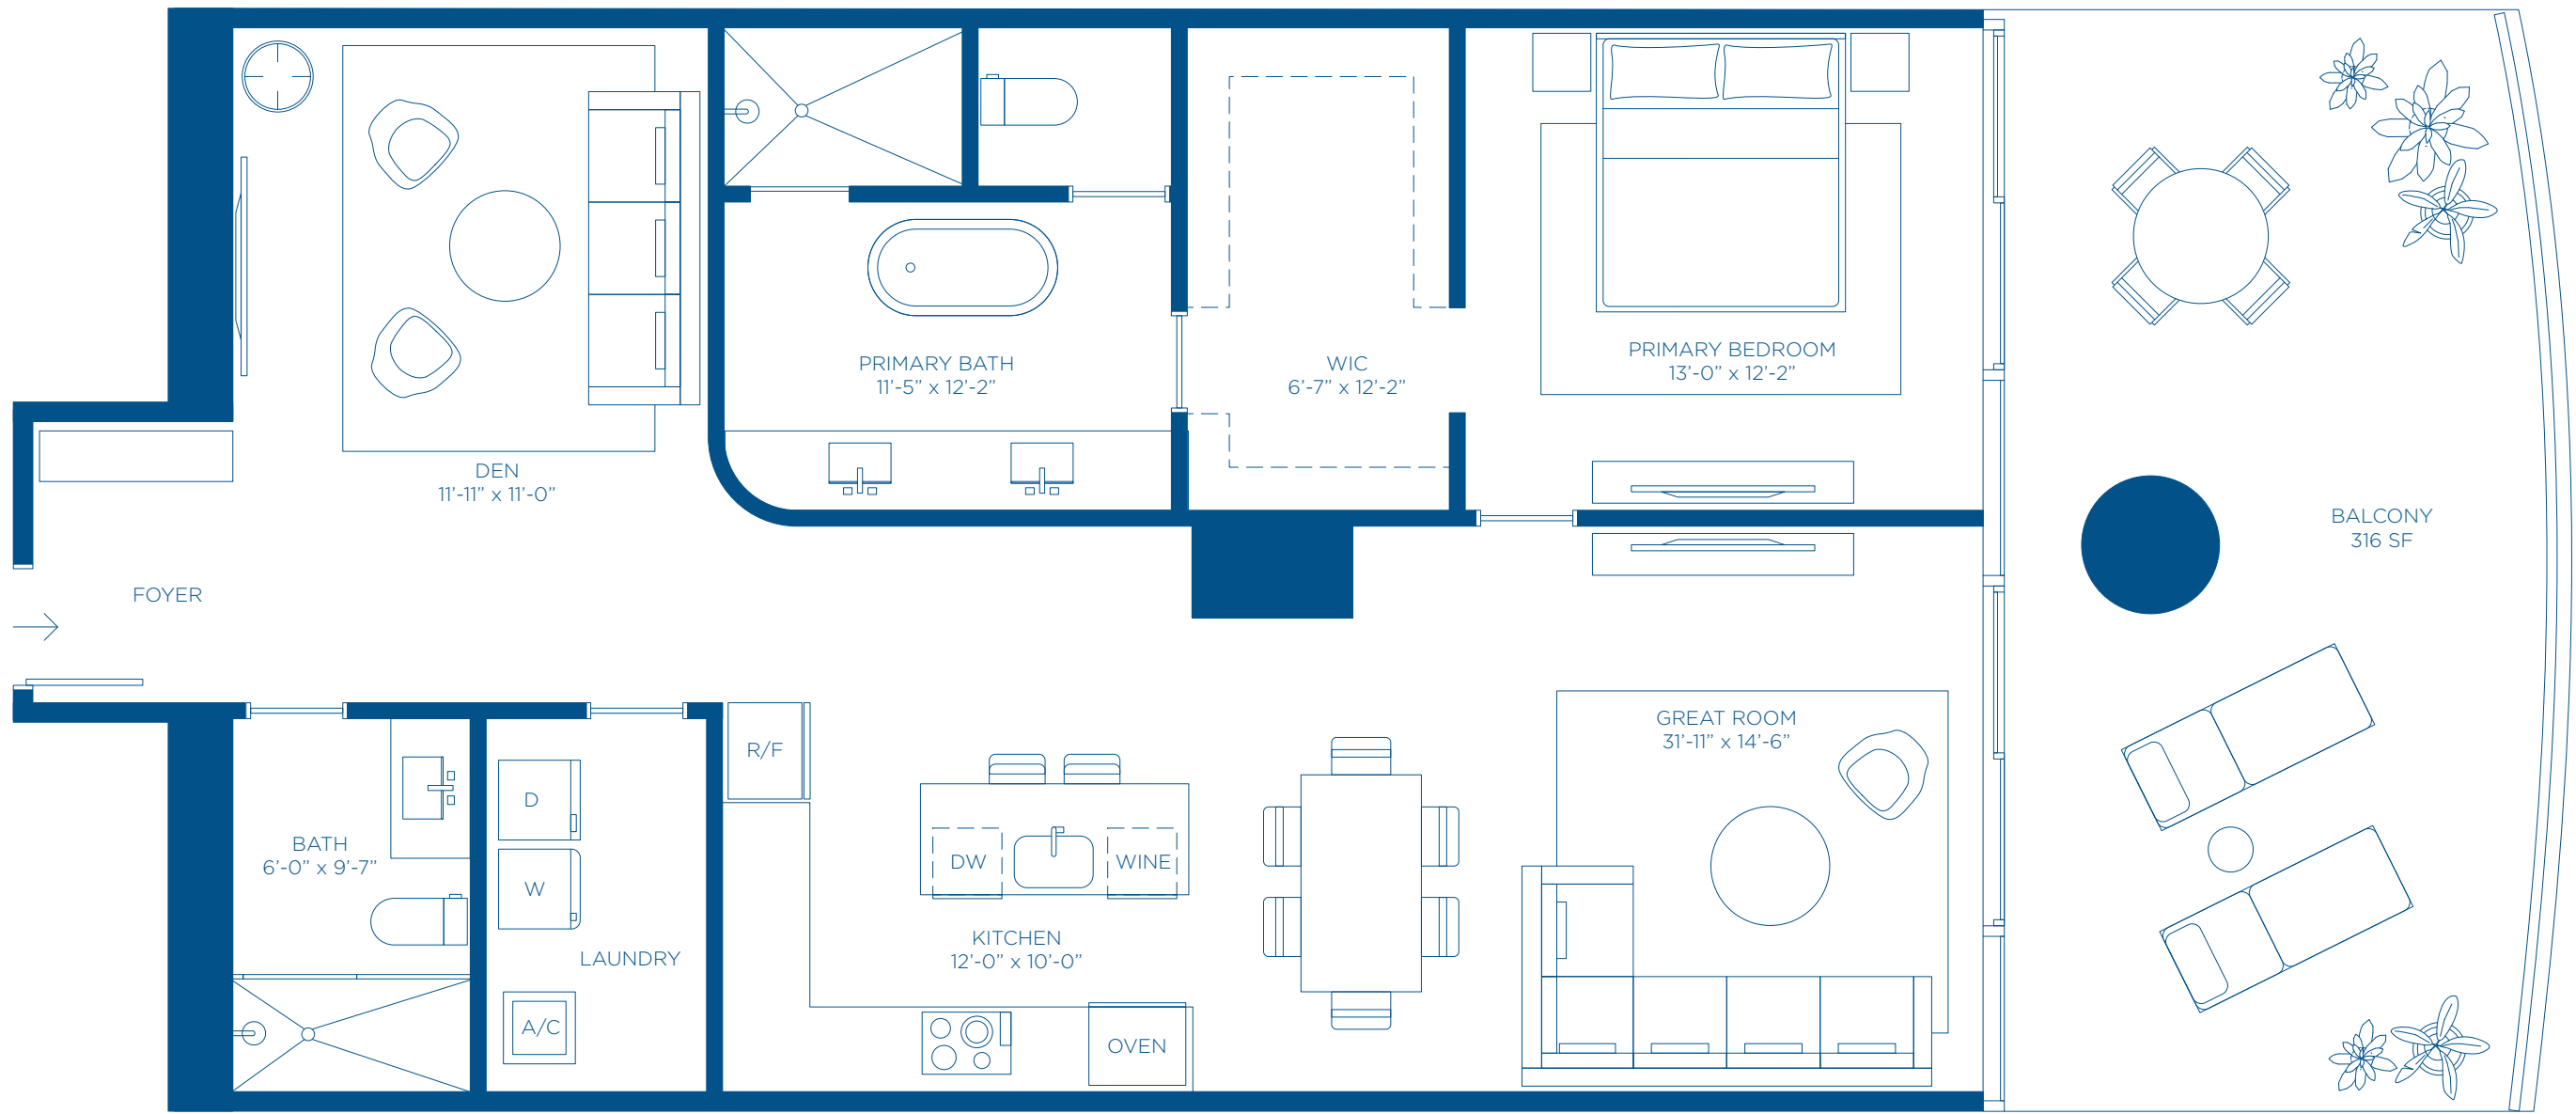 PRIMARY BATH
11’-5” x 12’-2”
WIC
6’-7” x 12’-2”
PRIMARY BEDROOM
13’-0” x 12’-2”
DEN
11’-11” x 11’-0”
BALCONY
316 SF
FOYER
R/F
GREAT ROOM
31’-11” x 14’-6”
D
BATH
6’-0” x 9’-7”
W
DW
WINE
LAUNDRY
KITCHEN
12’-0” x 10’-0”
A/C
OVEN